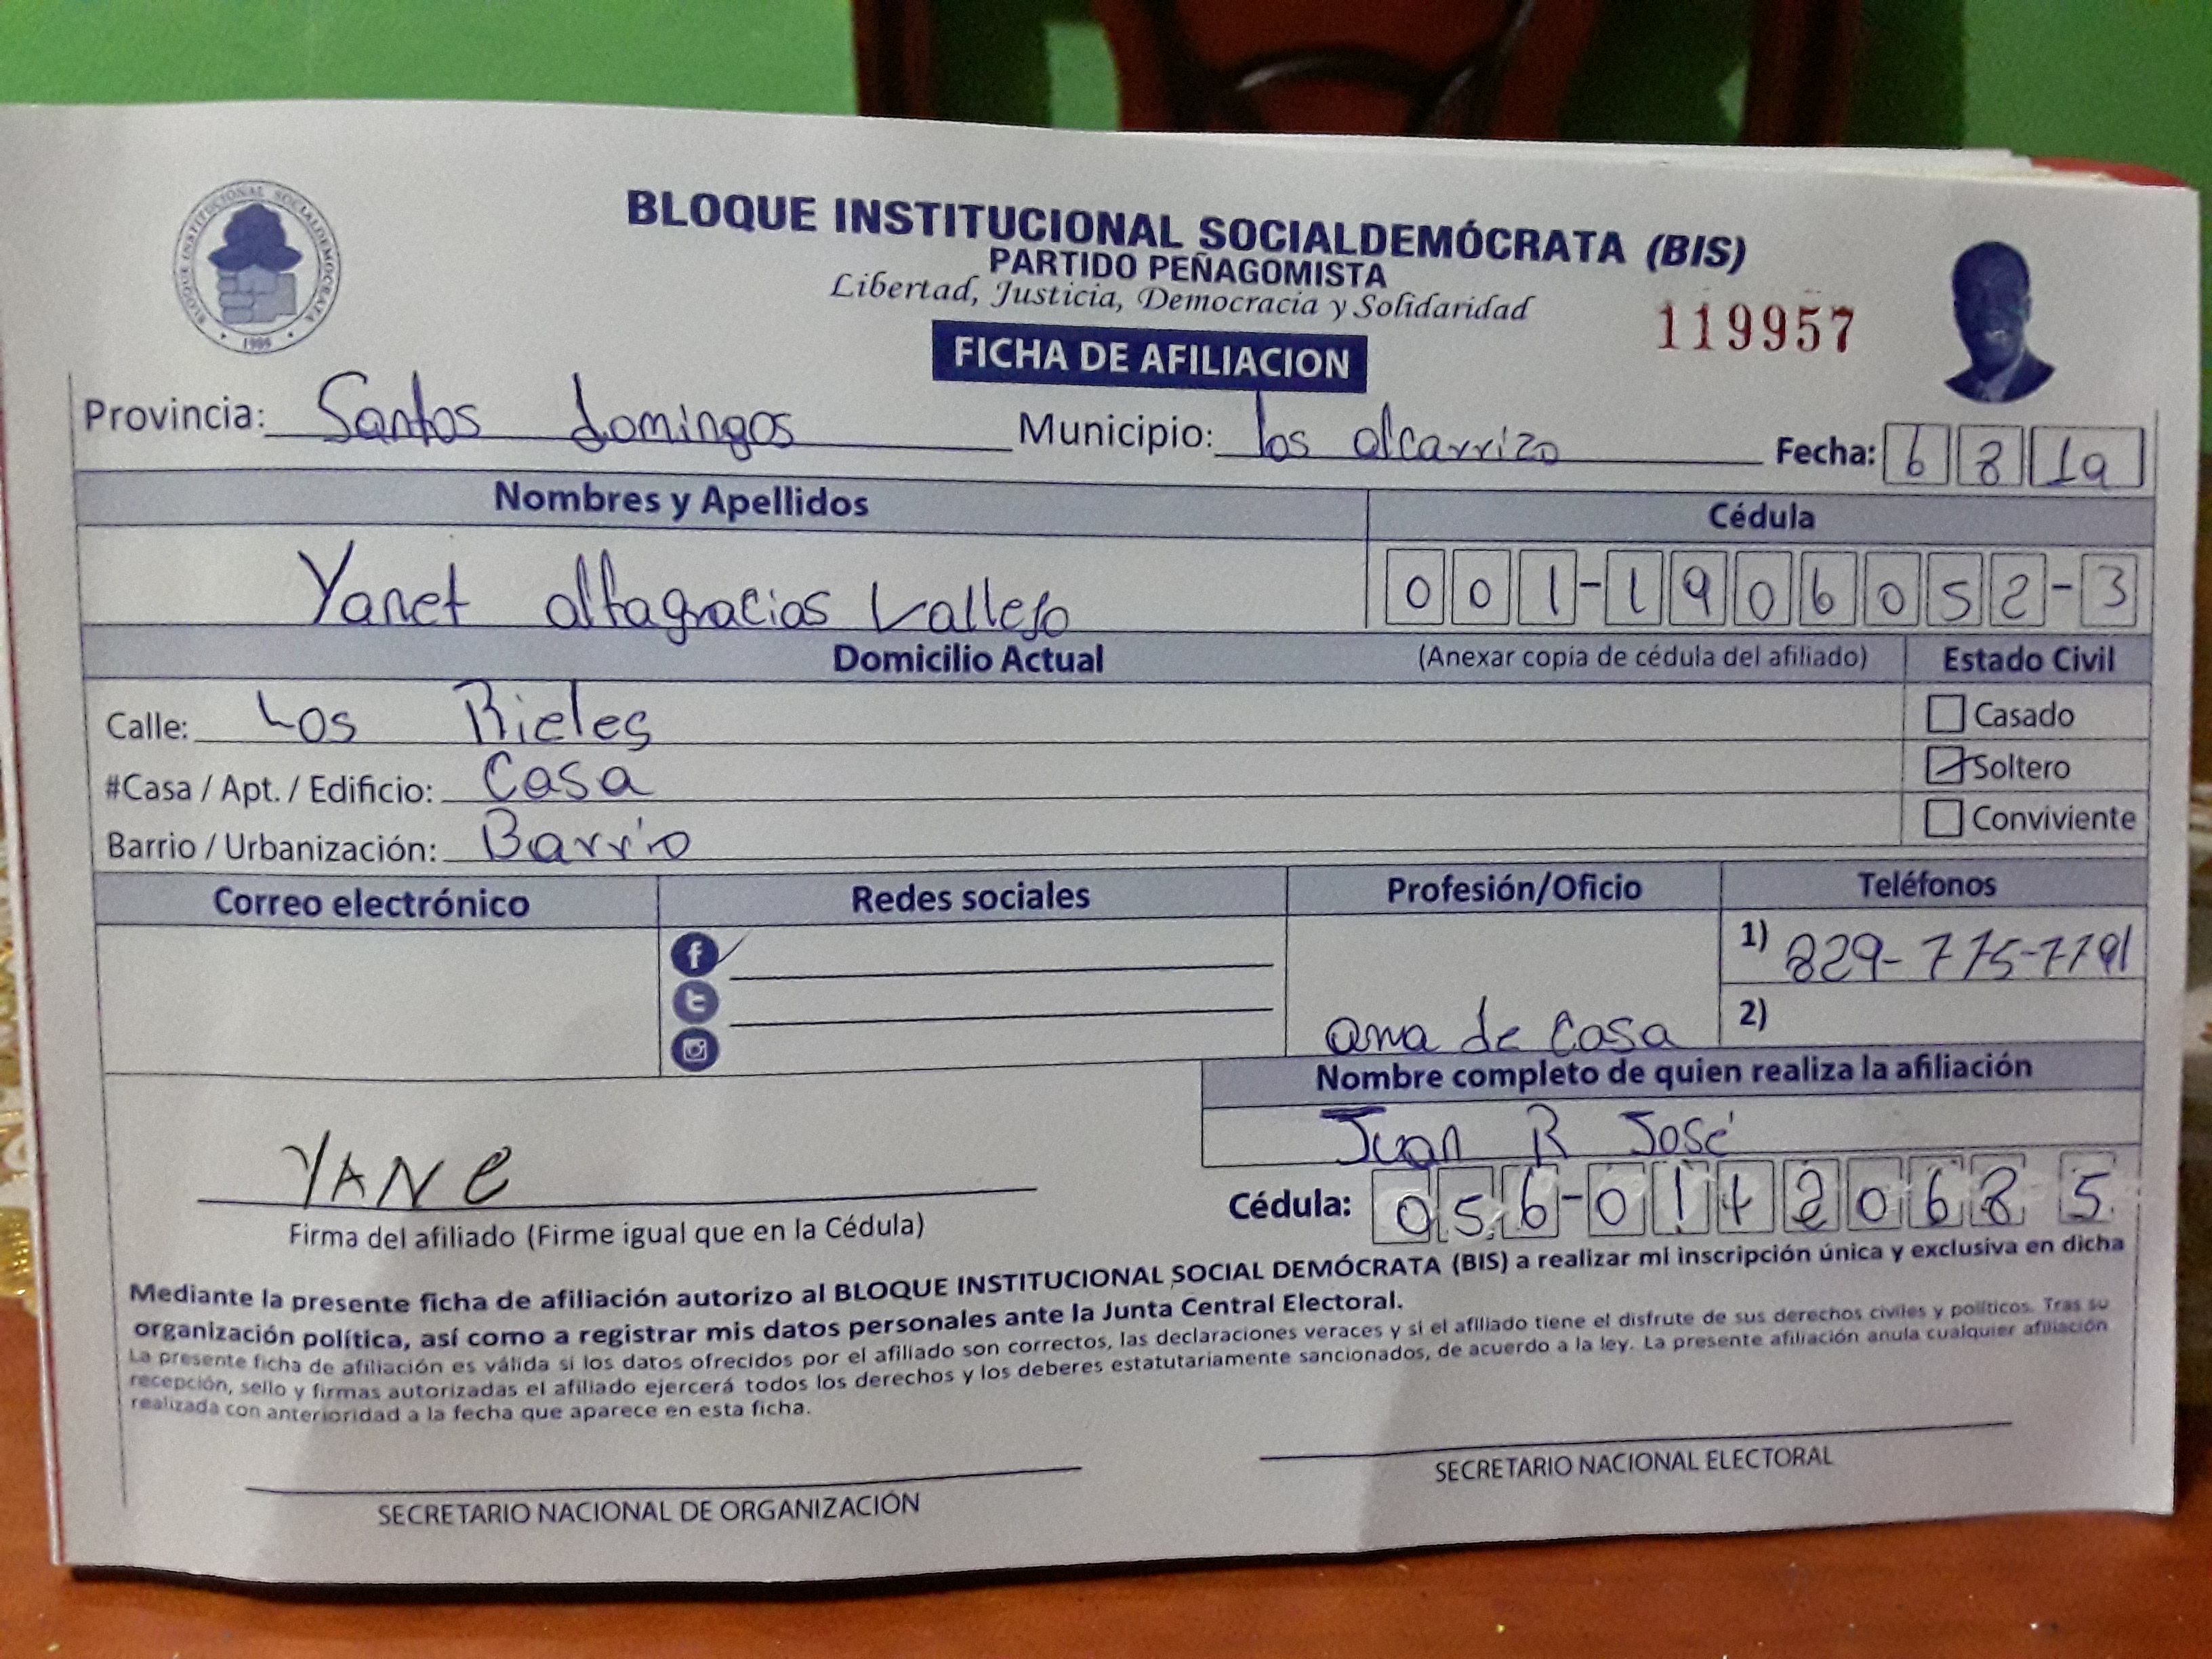 BLOQUE INSTITUCIONAL SOCIALDEMÓCRATA
1989
BLOQUE INSTITUCIONAL SOCIALDEMÓCRATA (BIS)
PARTIDO PEÑAGOMISTA
Libertad, Justicia, Democracia y Solidaridad
119957
FICHA DE AFILIACION
Provincia: Santos domingos Municipio: los alcarrizo Fecha: 6 8 19
Nombres y Apellidos Cédula
Yanet altagracias Vallejo 001-1906052-3
Domicilio Actual (Anexar copia de cédula del afiliado) Estado Civil
Calle: Los Rieles Casado
#Casa / Apt. / Edificio: Casa Soltero
Barrio / Urbanización: Barrio Conviviente
Correo electrónico Redes sociales Profesión/Oficio Teléfonos
1) 829-775-7791
2)
ama de casa
Nombre completo de quien realiza la afiliación
Juan R José
YANe
Cédula: 056-0142068 5
Firma del afiliado (Firme igual que en la Cédula)
Mediante la presente ficha de afiliación autorizo al BLOQUE INSTITUCIONAL SOCIAL DEMÓCRATA (BIS) a realizar mi inscripción única y exclusiva en dicha
organización política, así como a registrar mis datos personales ante la Junta Central Electoral.
La presente ficha de afiliación es válida si los datos ofrecidos por el afiliado son correctos, las declaraciones veraces y si el afiliado tiene el disfrute de sus derechos civiles y políticos. Tras su
recepción, sello y firmas autorizadas el afiliado ejercerá todos los derechos y los deberes estatutariamente sancionados, de acuerdo a la ley. La presente afiliación anula cualquier afiliación
realizada con anterioridad a la fecha que aparece en esta ficha.
SECRETARIO NACIONAL DE ORGANIZACIÓN
SECRETARIO NACIONAL ELECTORAL